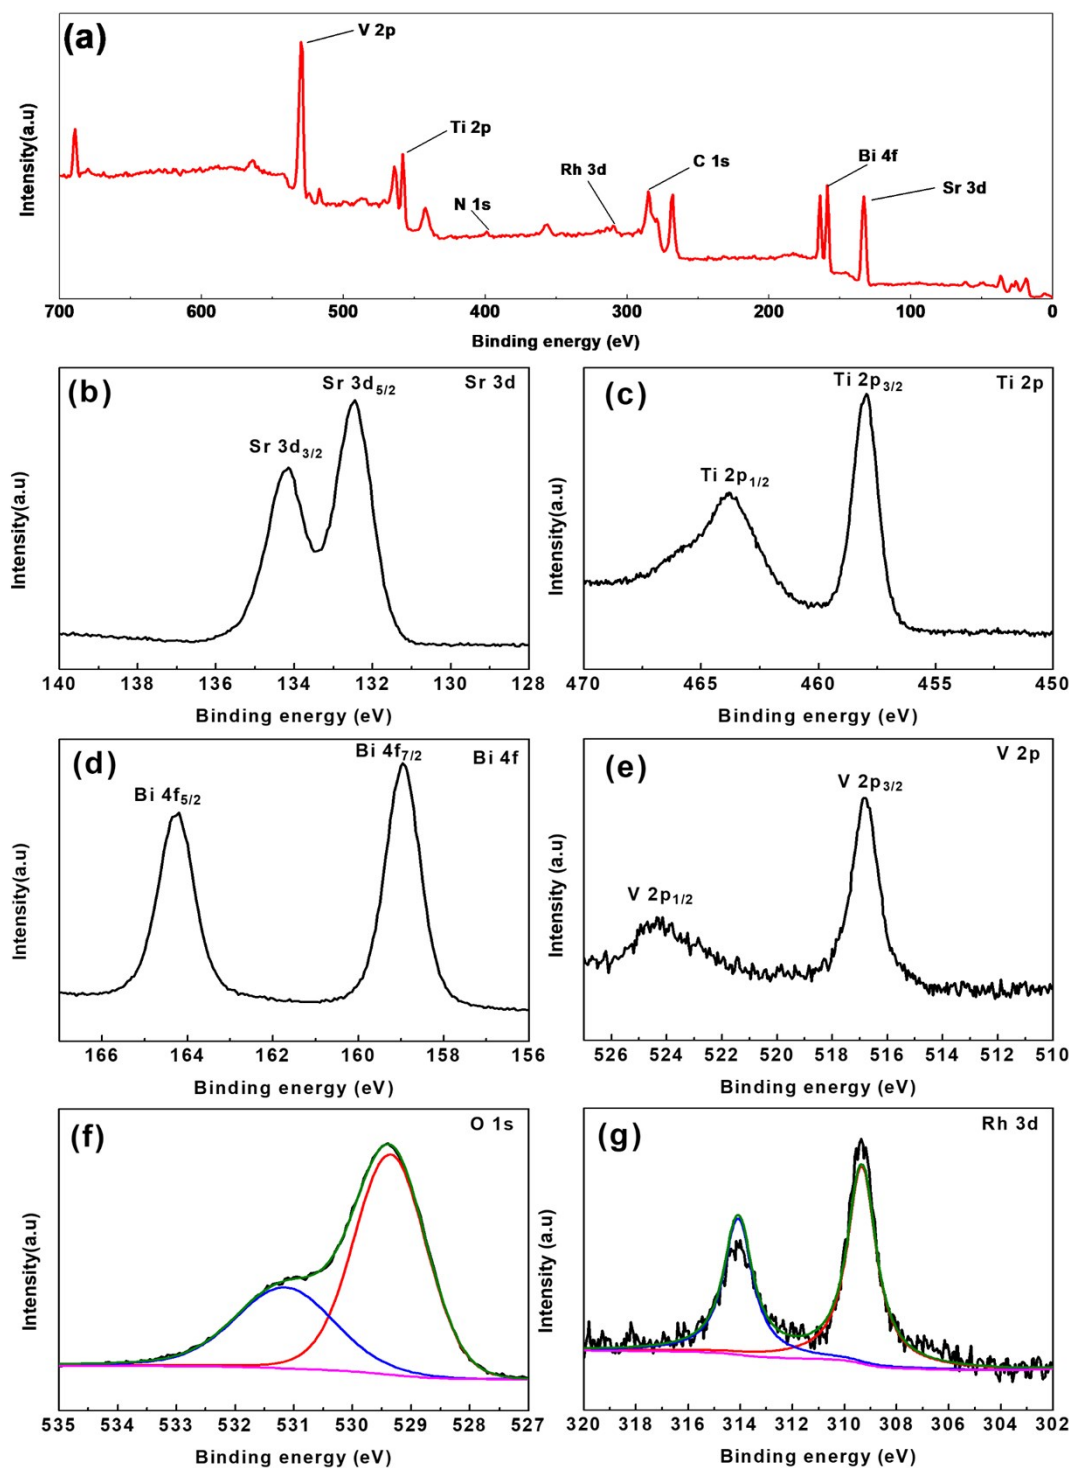 (a)
V 2p
Ti 2p
N 1s
Rh 3d
C 1s
Bi 4f
Sr 3d
Intensity(a.u)
700 600 500 400 300 200 100 0
Binding energy (eV)
(b)
Sr 3d5/2
Sr 3d
Sr 3d3/2
Intensity(a.u)
140 138 136 134 132 130 128
Binding energy (eV)
(c)
Ti 2p3/2
Ti 2p
Ti 2p1/2
Intensity(a.u)
470 465 460 455 450
Binding energy (eV)
(d)
Bi 4f7/2
Bi 4f
Bi 4f5/2
Intensity(a.u)
166 164 162 160 158 156
Binding energy (eV)
(e)
V 2p
V 2p3/2
V 2p1/2
Intensity (a.u)
526 524 522 520 518 516 514 512 510
Binding energy (eV)
(f)
O 1s
Intensity(a.u)
535 534 533 532 531 530 529 528 527
Binding energy (eV)
(g)
Rh 3d
Intensity (a.u)
320 318 316 314 312 310 308 306 304 302
Binding energy (eV)